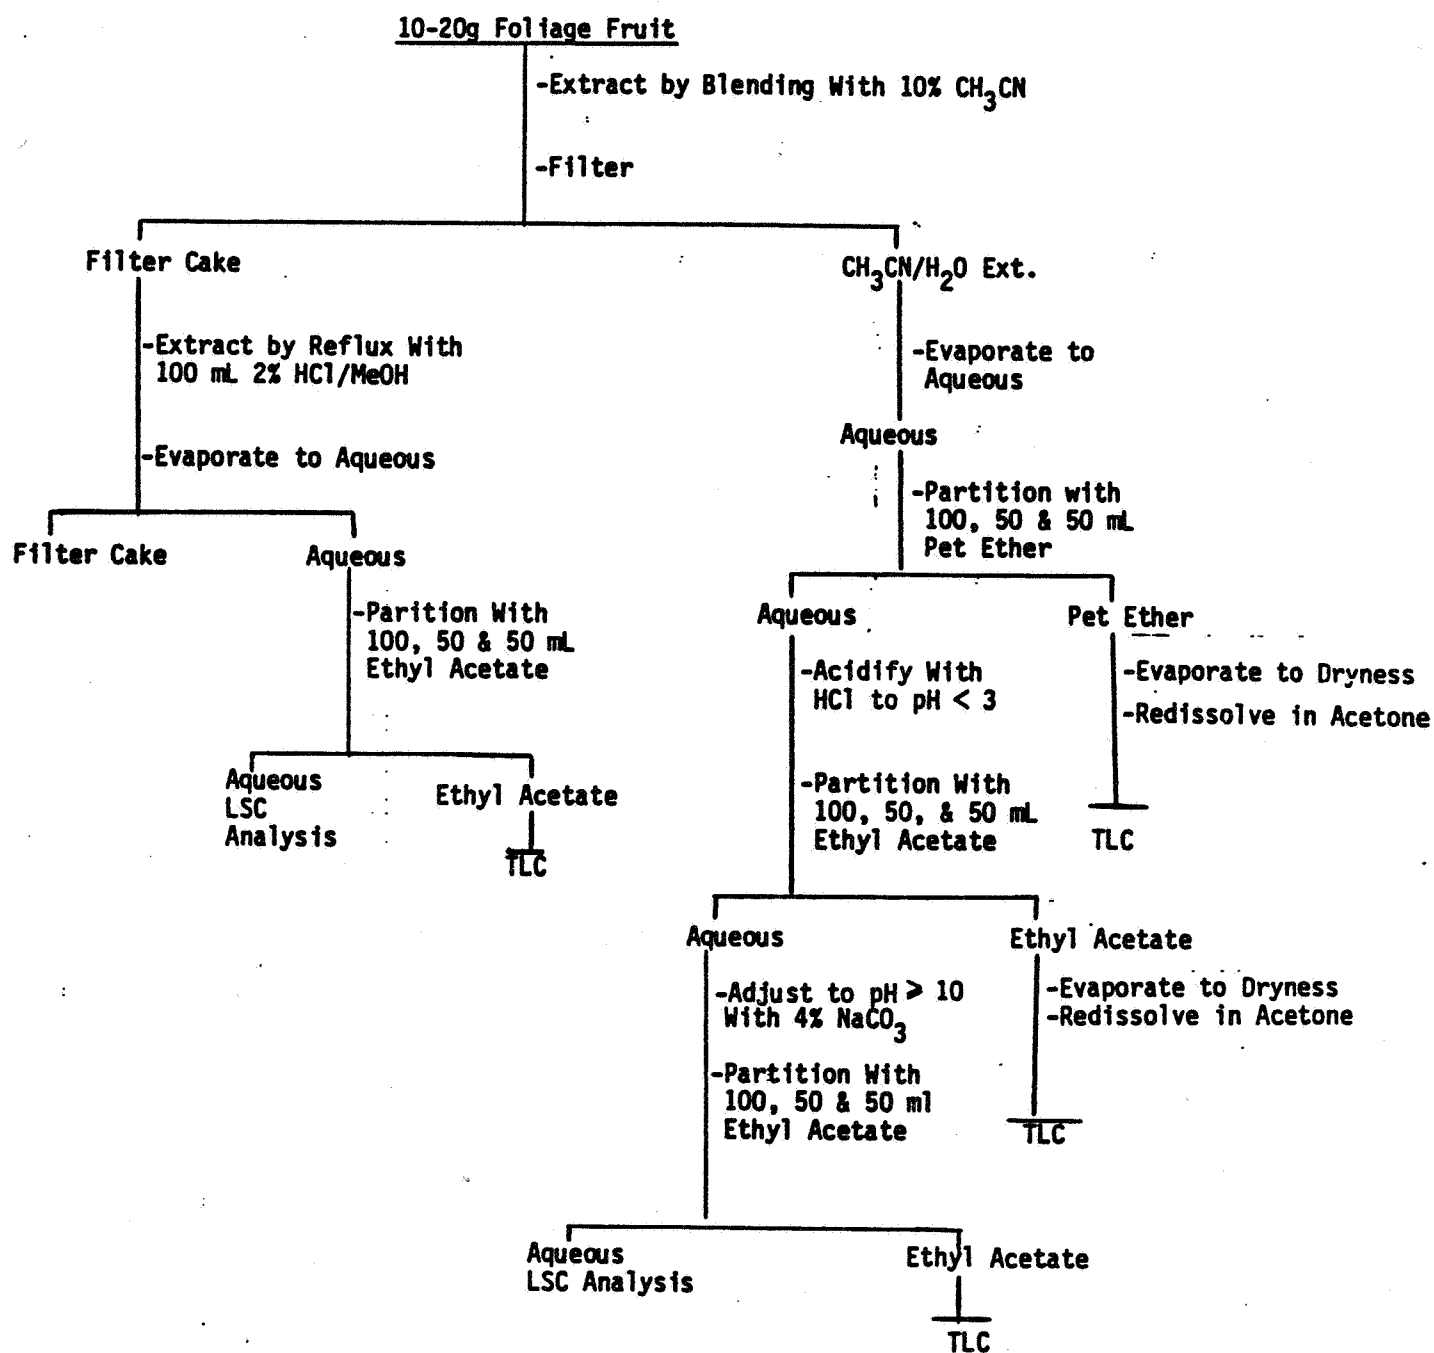 10-20g Foliage Fruit
-Extract by Blending With 10% CH3CN
-Filter
Filter Cake
CH3CN/H2O Ext.
-Extract by Reflux With
100 mL 2% HCl/MeOH
-Evaporate to Aqueous
Filter Cake
Aqueous
-Parition With
100, 50 & 50 mL
Ethyl Acetate
Aqueous
LSC
Analysis
Ethyl Acetate
TLC
-Evaporate to
Aqueous
Aqueous
-Partition with
100, 50 & 50 mL
Pet Ether
Aqueous
Pet Ether
-Acidify With
HCl to pH < 3
-Partition With
100, 50, & 50 mL
Ethyl Acetate
-Evaporate to Dryness
-Redissolve in Acetone
TLC
Aqueous
Ethyl Acetate
-Adjust to pH ⩾ 10
With 4% NaCO3
-Partition With
100, 50 & 50 ml
Ethyl Acetate
-Evaporate to Dryness
-Redissolve in Acetone
TLC
Aqueous
LSC Analysis
Ethyl Acetate
TLC